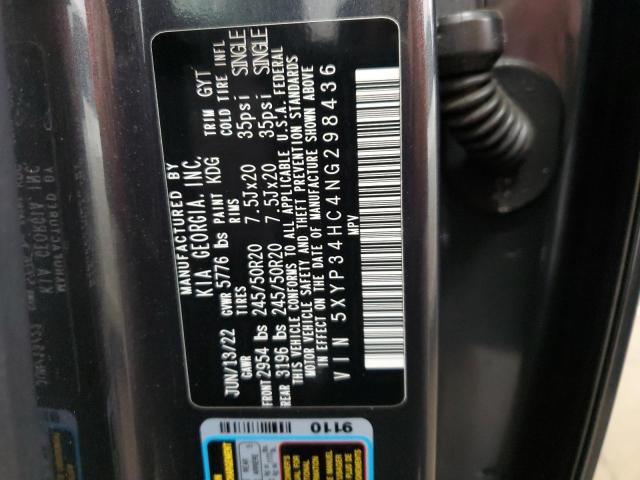 MANUFACTURED BY
KIA GEORGIA, INC.
JUN/13/22 GVWR 5776 lbs PAINT KDG TRIM GYT
GAWR TIRES RIMS COLD TIRE INFL
FRONT 2954 lbs 245/50R20 7.5Jx20 35psi SINGLE
REAR 3196 lbs 245/50R20 7.5Jx20 35psi SINGLE
THIS VEHICLE CONFORMS TO ALL APPLICABLE U.S.A. FEDERAL
MOTOR VEHICLE SAFETY AND THEFT PREVENTION STANDARDS
IN EFFECT ON THE DATE OF MANUFACTURE SHOWN ABOVE
VIN 5XYP34HC4NG298436
MPV
9110